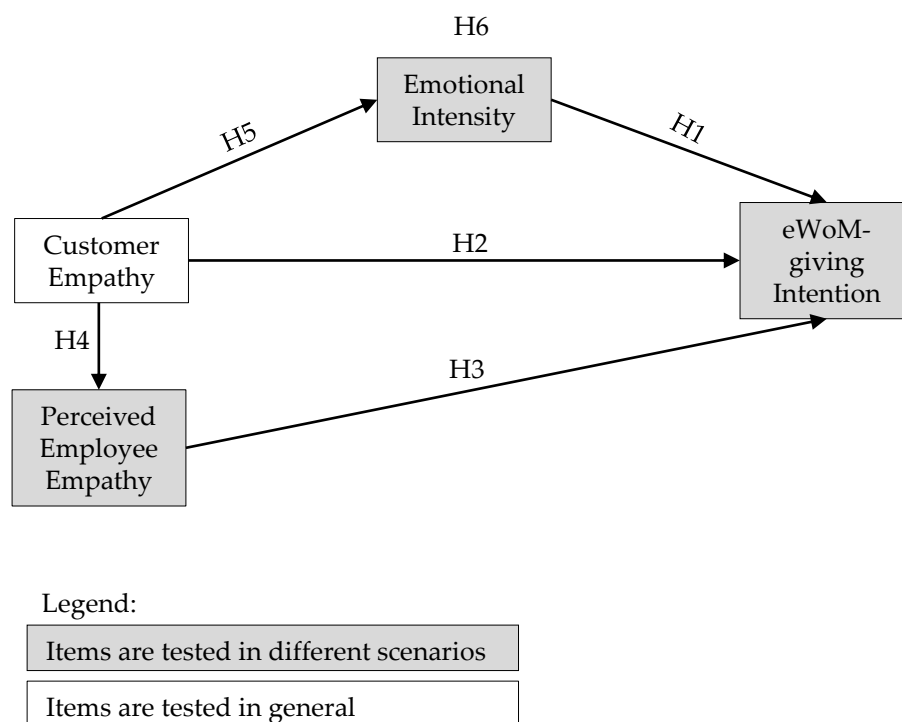 H6
Emotional
Intensity
H5
H1
Customer
Empathy
H2
eWoM-
giving
Intention
H4
H3
Perceived
Employee
Empathy
Legend:
Items are tested in different scenarios
Items are tested in general